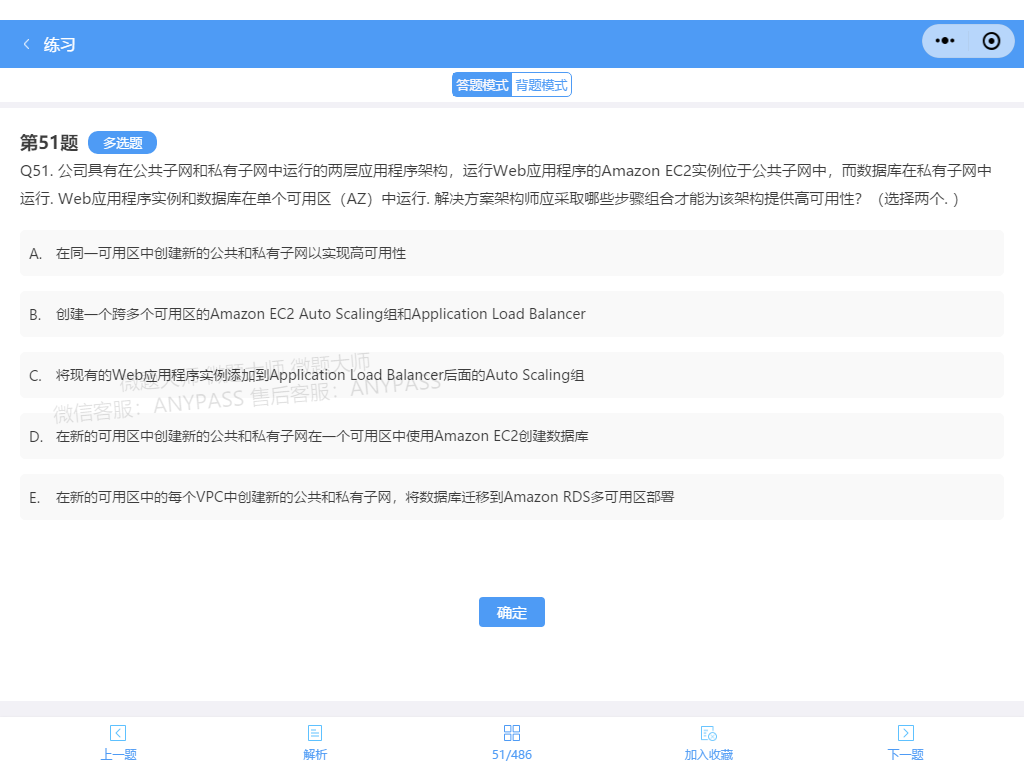 练习
答题模式 背题模式
第51题 多选题
Q51. 公司具有在公共子网和私有子网中运行的两层应用程序架构，运行Web应用程序的Amazon EC2实例位于公共子网中，而数据库在私有子网中
运行. Web应用程序实例和数据库在单个可用区（AZ）中运行. 解决方案架构师应采取哪些步骤组合才能为该架构提供高可用性？（选择两个. ）
A. 在同一可用区中创建新的公共和私有子网以实现高可用性
B. 创建一个跨多个可用区的Amazon EC2 Auto Scaling组和Application Load Balancer
C. 将现有的Web应用程序实例添加到Application Load Balancer后面的Auto Scaling组
微题大师 微题大师 微题大师
微信客服：ANYPASS 售后客服：ANYPASS
D. 在新的可用区中创建新的公共和私有子网在一个可用区中使用Amazon EC2创建数据库
E. 在新的可用区中的每个VPC中创建新的公共和私有子网，将数据库迁移到Amazon RDS多可用区部署
确定
上一题 解析 51/486 加入收藏 下一题